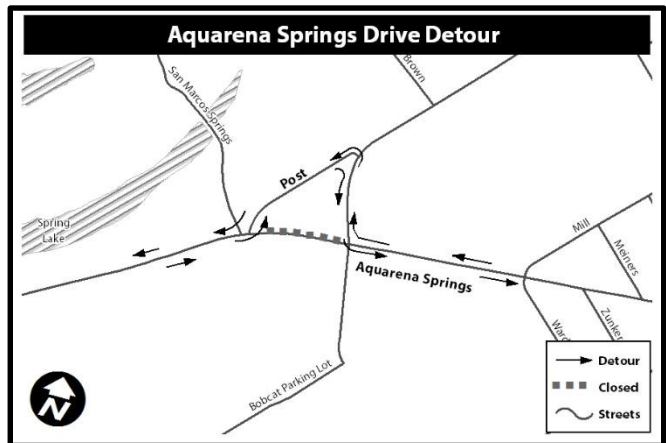 Aquarena Springs Drive Detour
San Marcos Springs
Brown
Post
Spring
Lake
Mill
Meiners
Aquarena Springs
Zunker
Ward
Bobcat Parking Lot
N
Detour
Closed
Streets